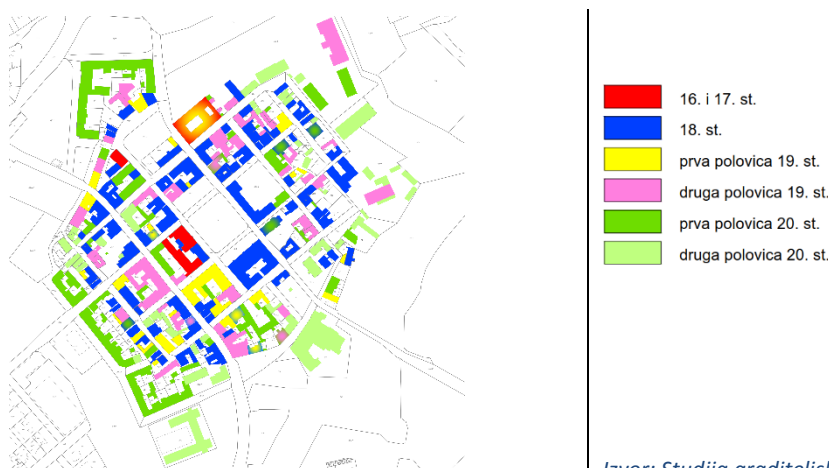 16. i 17. st.
18. st.
prva polovica 19. st.
druga polovica 19. st.
prva polovica 20. st.
druga polovica 20. st.
Izvor: Studija graditeljsk